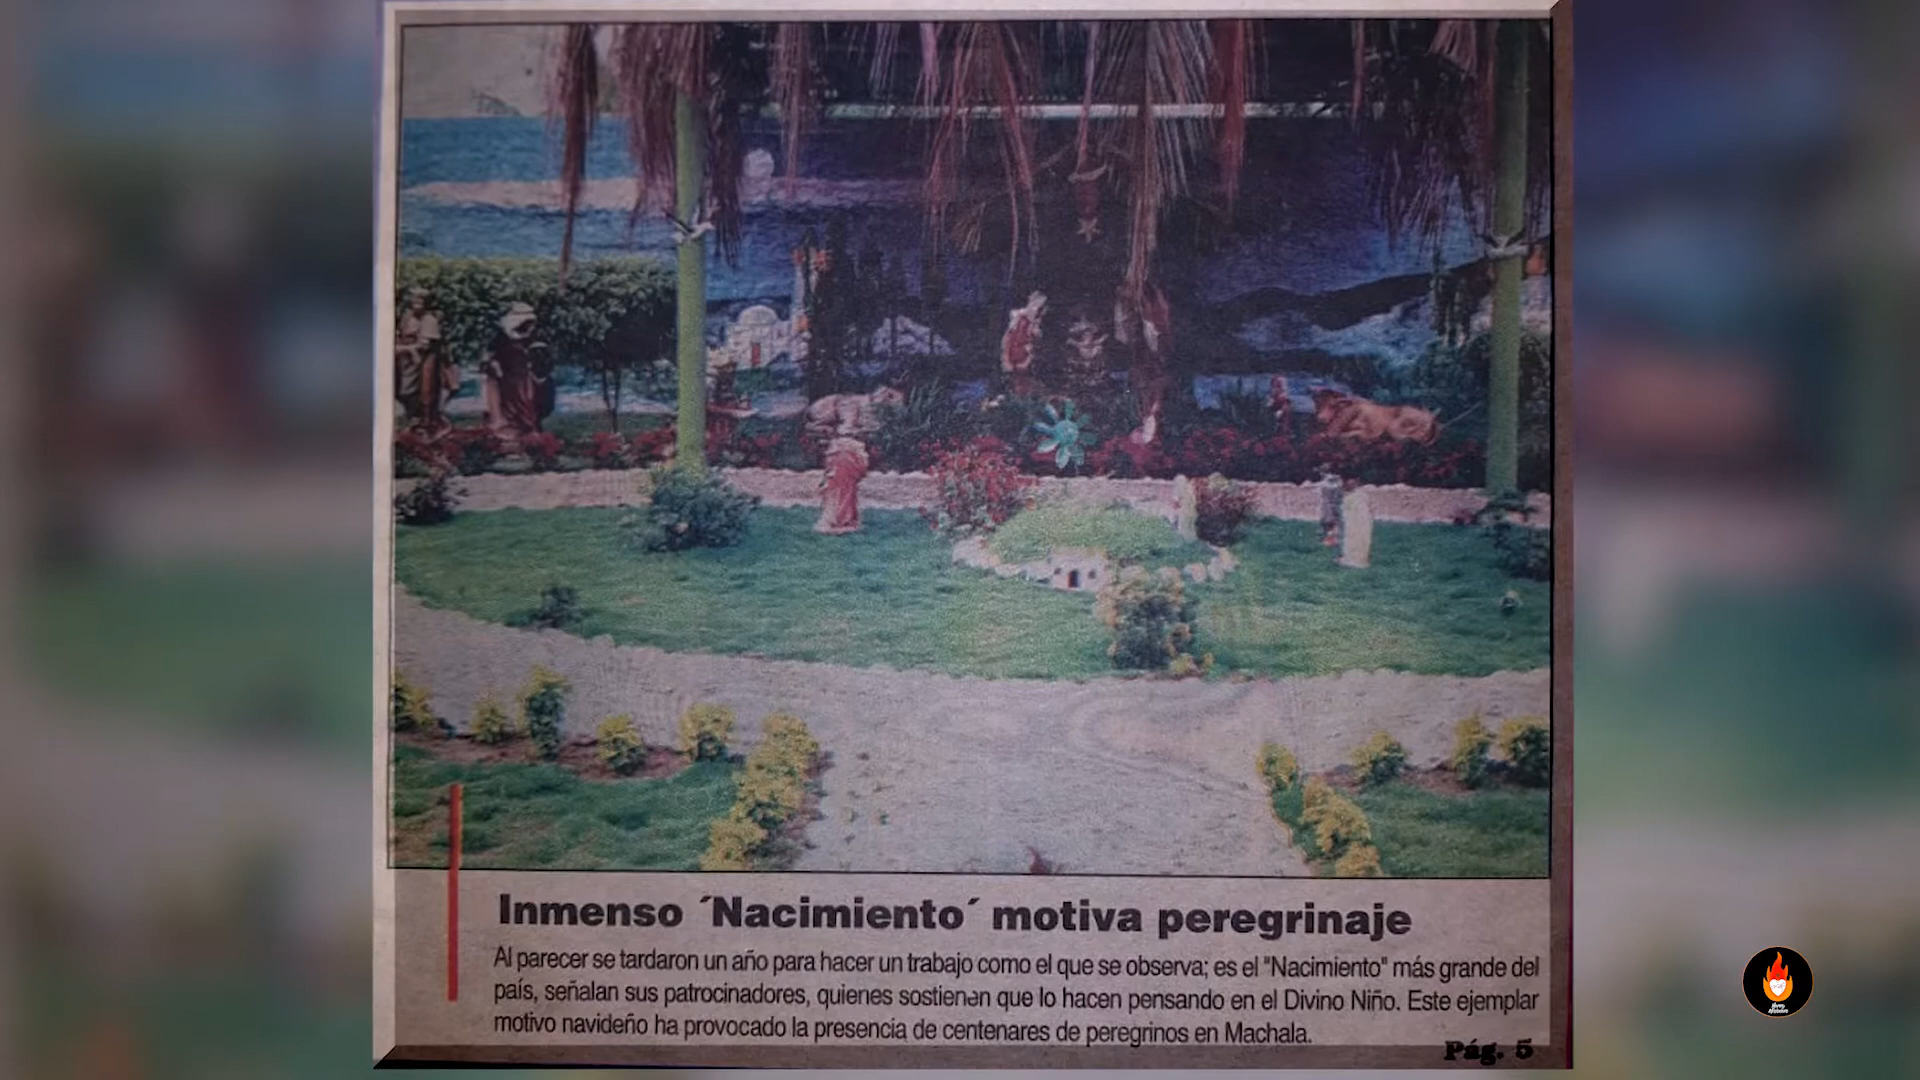 Inmenso ´Nacimiento´ motiva peregrinaje
Al parecer se tardaron un año para hacer un trabajo como el que se observa; es el "Nacimiento" más grande del
país, señalan sus patrocinadores, quienes sostienen que lo hacen pensando en el Divino Niño. Este ejemplar
motivo navideño ha provocado la presencia de centenares de peregrinos en Machala.
Pág. 5